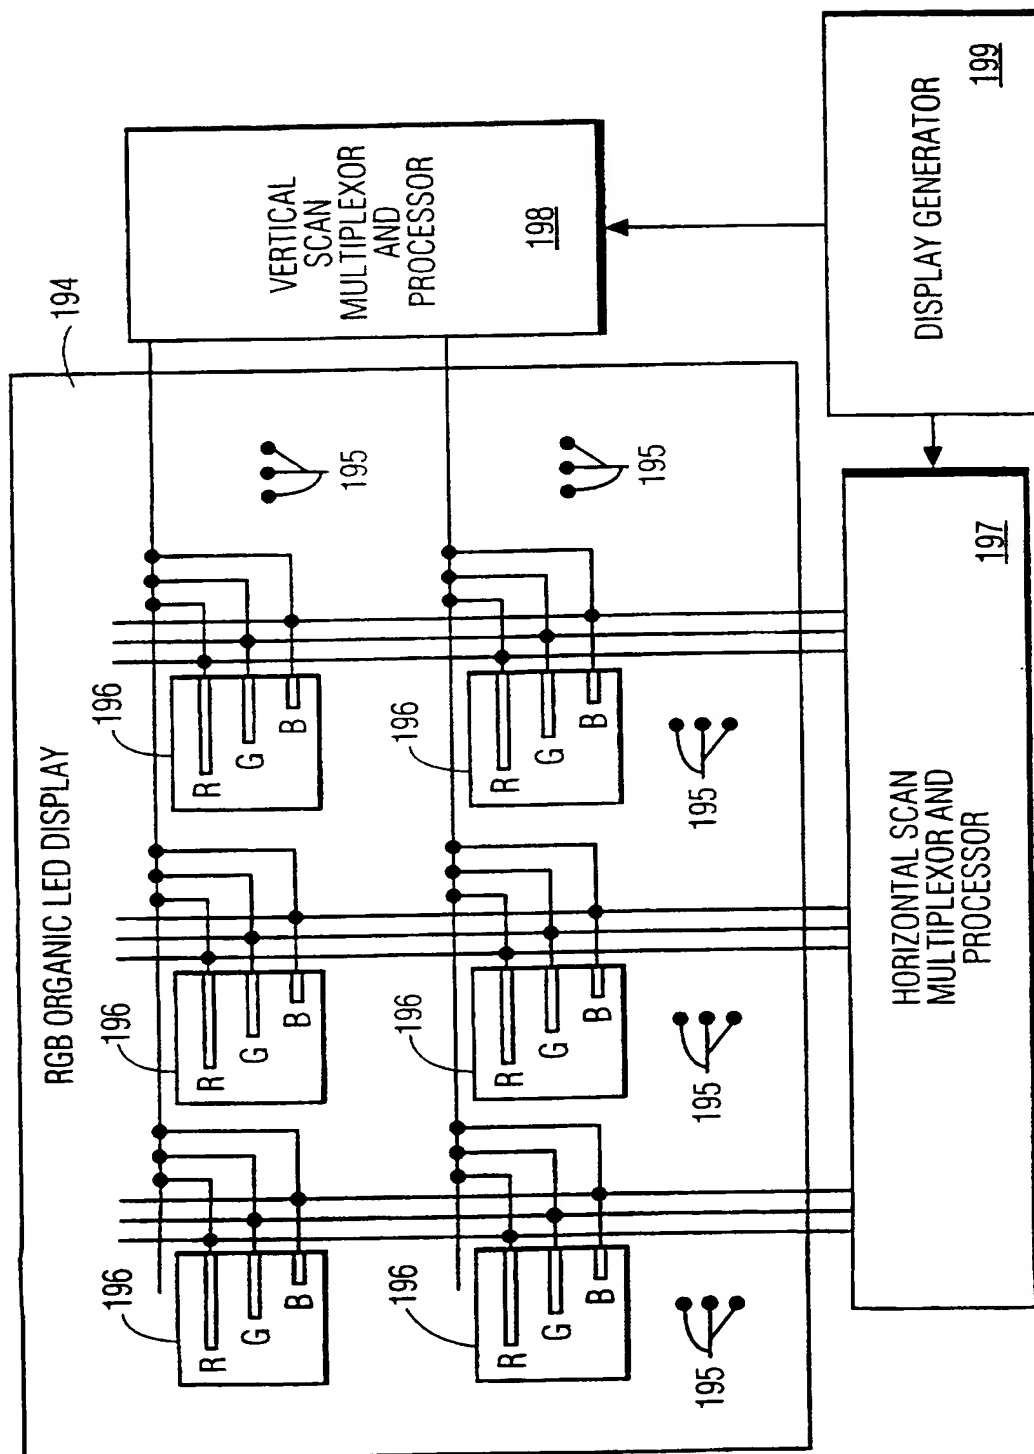 RGB ORGANIC LED DISPLAY
194
196
R
G
B
196
R
G
B
196
R
G
B
195
196
R
G
B
196
R
G
B
196
R
G
B
195
195
195
195
VERTICAL
SCAN
MULTIPLEXOR
AND
PROCESSOR
198
HORIZONTAL SCAN
MULTIPLEXOR AND
PROCESSOR
197
DISPLAY GENERATOR
199